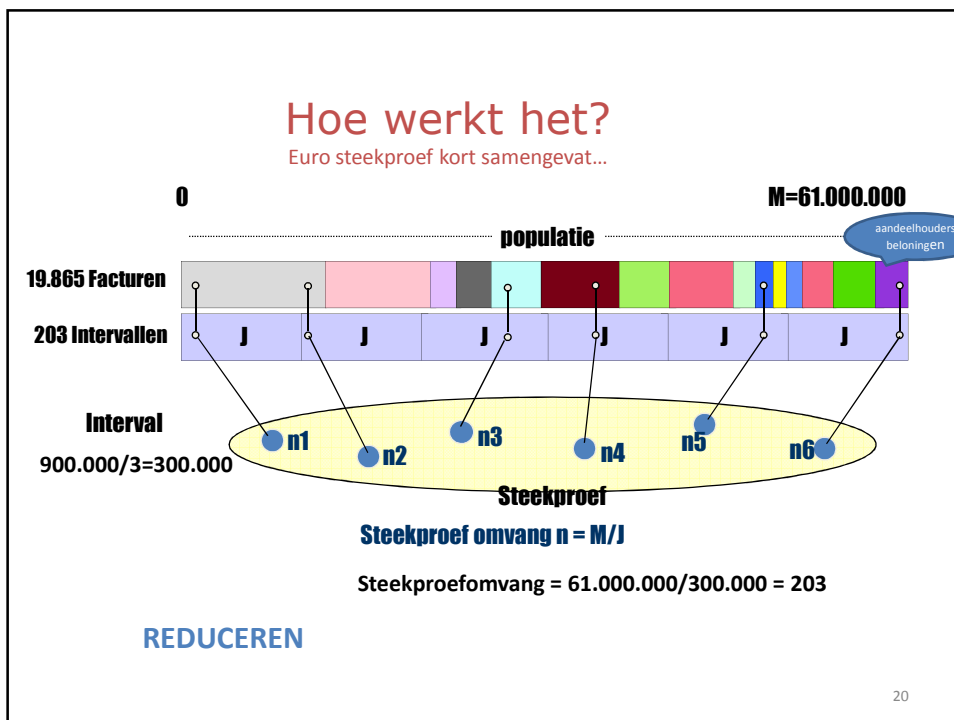 Hoe werkt het?
Euro steekproef kort samengevat…
0
M=61.000.000
populatie
aandeelhouders
beloningen
19.865 Facturen
203 Intervallen
J J J J J J
Interval
900.000/3=300.000
n1 n2 n3 n4 n5 n6
Steekproef
Steekproef omvang n = M/J
Steekproefomvang = 61.000.000/300.000 = 203
REDUCEREN
20